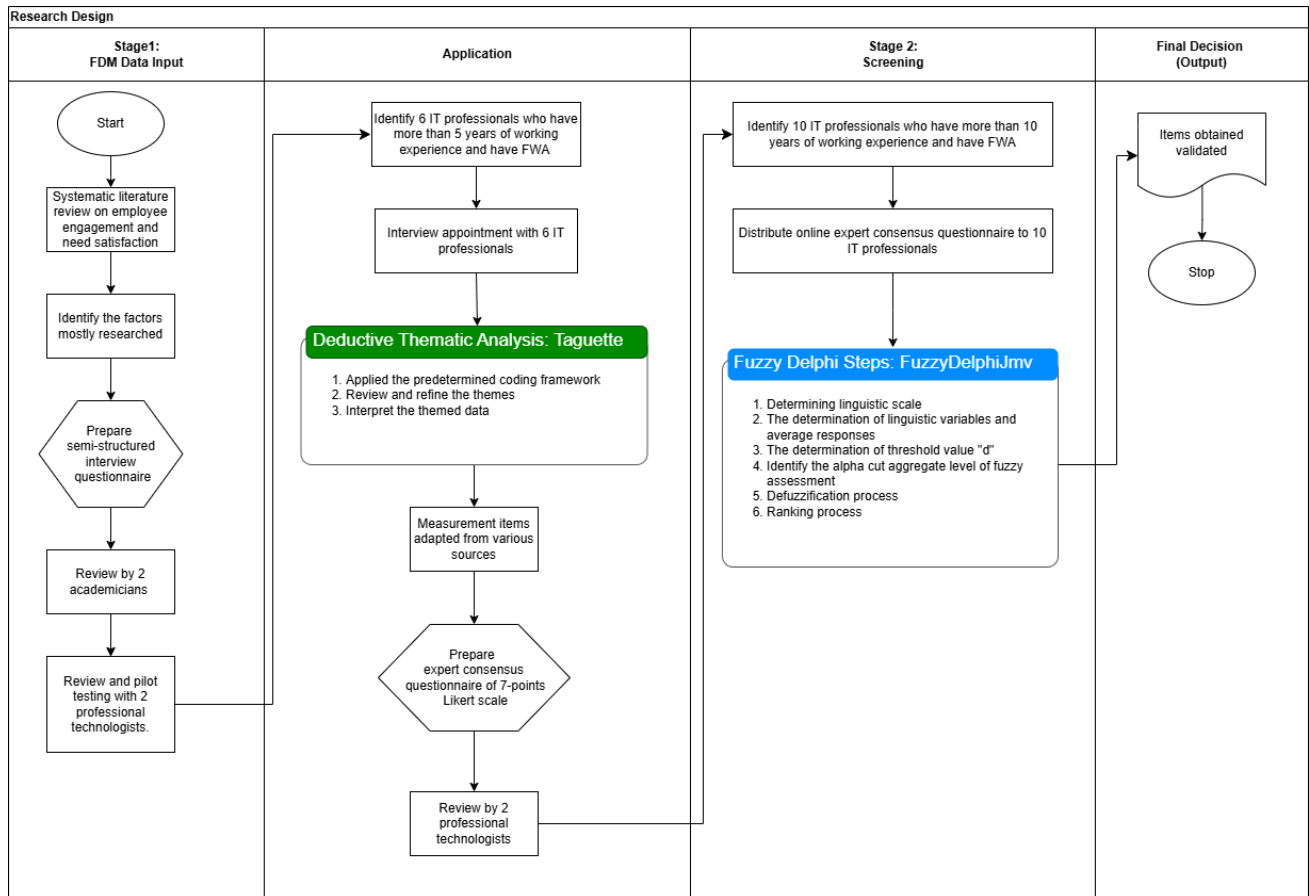 Research Design
Stage1:
FDM Data Input
Application
Stage 2:
Screening
Final Decision
(Output)
Start
Systematic literature
review on employee
engagement and
need satisfaction
Identify the factors
mostly researched
Prepare
semi-structured
interview
questionnaire
Review by 2
academicians
Review and pilot
testing with 2
professional
technologists.
Identify 6 IT professionals who have
more than 5 years of working
experience and have FWA
Interview appointment with 6 IT
professionals
Deductive Thematic Analysis: Taguette
1. Applied the predetermined coding framework
2. Review and refine the themes
3. Interpret the themed data
Measurement items
adapted from various
sources
Prepare
expert consensus
questionnaire of 7-points
Likert scale
Review by 2
professional
technologists
Identify 10 IT professionals who have more than 10
years of working experience and have FWA
Distribute online expert consensus questionnaire to 10
IT professionals
Fuzzy Delphi Steps: FuzzyDelphiJmv
1. Determining linguistic scale
2. The determination of linguistic variables and
average responses
3. The determination of threshold value "d"
4. Identify the alpha cut aggregate level of fuzzy
assessment
5. Defuzzification process
6. Ranking process
Items obtained
validated
Stop